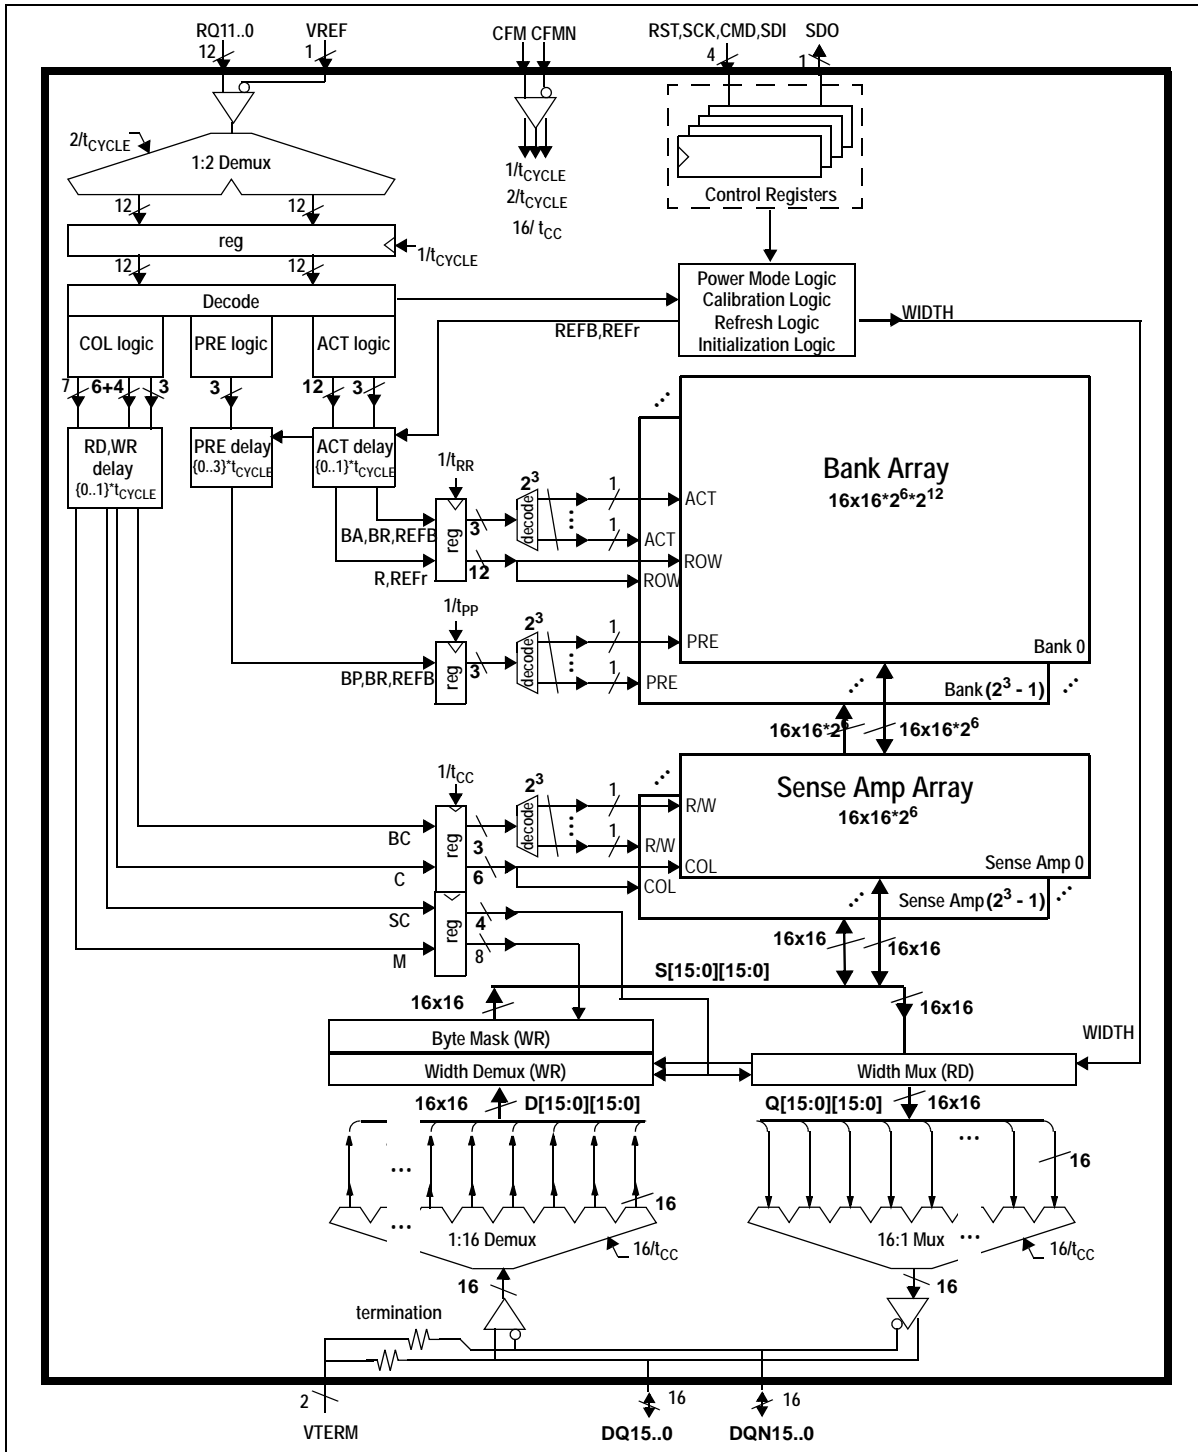 RQ11..0 VREF CFM CFMN RST,SCK,CMD,SDI SDO
12 1 4 1
2/tCYCLE
1:2 Demux
1/tCYCLE
2/tCYCLE
16/ tCC
Control Registers
12 12
reg
1/tCYCLE
12 12
Decode
Power Mode Logic
Calibration Logic
Refresh Logic
Initialization Logic
WIDTH
REFB,REFr
COL logic PRE logic ACT logic
7 6+4 3 3 12 3
RD,WR
delay
{0..1}*tCYCLE
PRE delay
{0..3}*tCYCLE
ACT delay
{0..1}*tCYCLE
1/tRR
reg
3
12
2^3
decode
1
1
BA,BR,REFB
R,REFr
ACT
ACT
ROW
ROW
Bank Array
16x16*2^6*2^12
1/tPP
reg
3
2^3
decode
1
1
BP,BR,REFB
PRE
PRE
Bank 0
Bank (2^3 - 1)
16x16*2^6 16x16*2^6
1/tCC
reg
3
6
2^3
decode
1
1
BC
C
R/W
R/W
COL
COL
Sense Amp Array
16x16*2^6
Sense Amp 0
Sense Amp (2^3 - 1)
SC
M
reg
4
8
16x16 16x16
S[15:0][15:0]
16x16 16x16
WIDTH
Byte Mask (WR)
Width Demux (WR)
Width Mux (RD)
16x16 D[15:0][15:0] Q[15:0][15:0] 16x16
... ...
16 16
... ...
1:16 Demux 16:1 Mux
16/tCC 16/tCC
16 16
termination
2 16 16
VTERM DQ15..0 DQN15..0